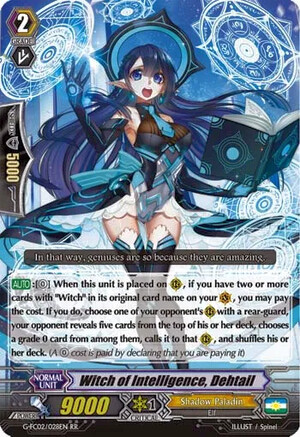 2
GRADE
5000
In that way, geniuses are so because they are amazing.
AUTO : [ ] When this unit is placed on , if you have two or more
cards with "Witch" in its original card name on your , you may pay
the cost. If you do, choose one of your opponent's with a rear-guard,
your opponent reveals five cards from the top of his or her deck, chooses
a grade 0 card from among them, calls it to that , and shuffles his or
her deck. (A cost is paid by declaring that you are paying it)
NORMAL
UNIT
Witch of Intelligence, Dehtail
POWER
9000
1
CRITICAL
Shadow Paladin
Elf
G-FC02/028EN RR
ILLUST / Spinel